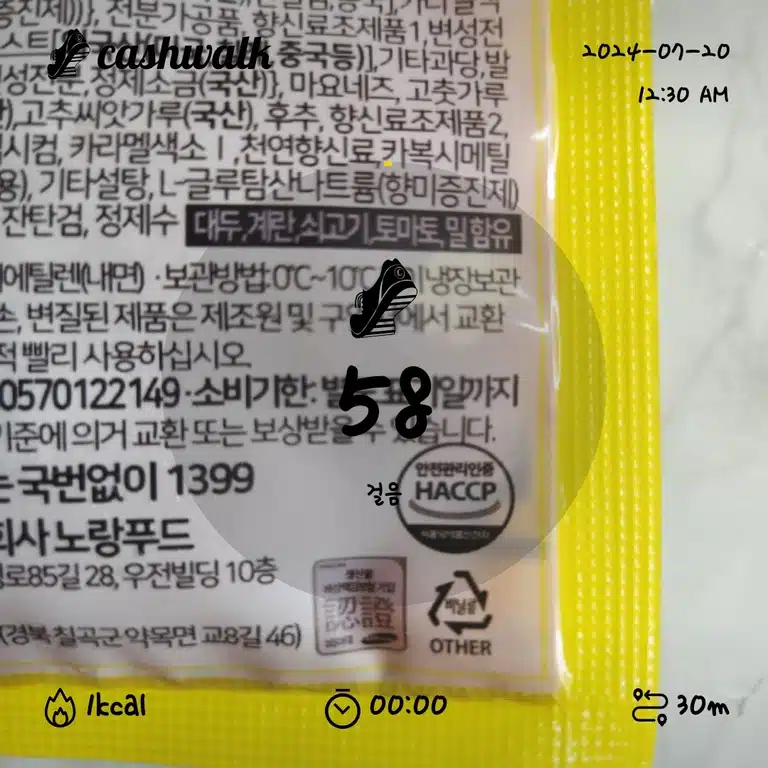 cashwalk
2024-07-20
12:30 AM
증진제)}, 전분가공품, 향신료조제품1, 변성전
중국등)], 기타과당, 발
성전분, 정제소금(국산)}, 마요네즈, 고춧가루
고추씨앗가루(국산), 후추, 향신료조제품2,
시컴, 카라멜색소Ⅰ, 천연향신료, 카복시메틸
용), 기타설탕, L-글루탐산나트륨(향미증진제)
잔탄검, 정제수 대두, 계란, 쇠고기, 토마토, 밀 함유
에틸렌(내면) ·보관방법:0℃~10℃ 냉장보관
변질된 제품은 제조원 및 에서 교환
빨리 사용하십시오.
0570122149 ·소비기한: 일까지
기준에 의거 교환 또는 보상받을 수 있습니다.
는 국번없이 1399
회사 노랑푸드
로85길 28, 우전빌딩 10층
(경북 칠곡군 약목면 교8길 46)
58
걸음
안전관리인증
HACCP
비닐류
OTHER
1kcal
00:00
30m